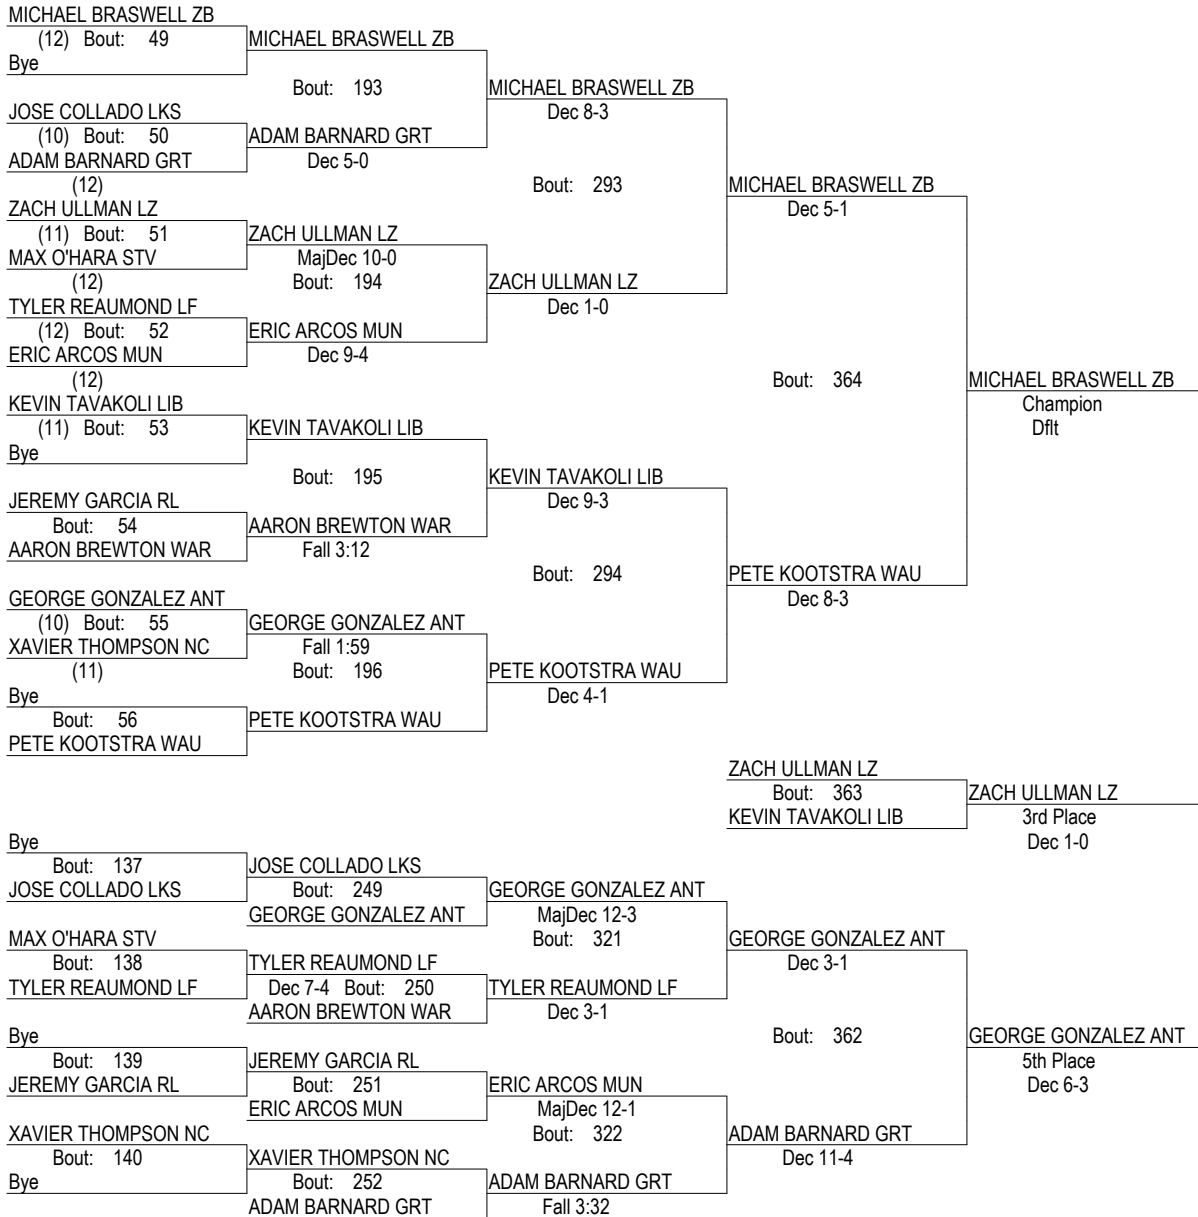 MICHAEL BRASWELL ZB
(12) Bout: 49 MICHAEL BRASWELL ZB
Bye
Bout: 193 MICHAEL BRASWELL ZB
JOSE COLLADO LKS Dec 8-3
(10) Bout: 50 ADAM BARNARD GRT
ADAM BARNARD GRT Dec 5-0
(12) Bout: 293 MICHAEL BRASWELL ZB
ZACH ULLMAN LZ Dec 5-1
(11) Bout: 51 ZACH ULLMAN LZ
MAX O'HARA STV MajDec 10-0
(12) Bout: 194 ZACH ULLMAN LZ
TYLER REAUMOND LF Dec 1-0
(12) Bout: 52 ERIC ARCOS MUN
ERIC ARCOS MUN Dec 9-4
(12) Bout: 364 MICHAEL BRASWELL ZB
KEVIN TAVAKOLI LIB Champion
(11) Bout: 53 KEVIN TAVAKOLI LIB Dflt
Bye
Bout: 195 KEVIN TAVAKOLI LIB
JEREMY GARCIA RL Dec 9-3
Bout: 54 AARON BREWTON WAR
AARON BREWTON WAR Fall 3:12
Bout: 294 PETE KOOTSTRA WAU
GEORGE GONZALEZ ANT Dec 8-3
(10) Bout: 55 GEORGE GONZALEZ ANT
XAVIER THOMPSON NC Fall 1:59
(11) Bout: 196 PETE KOOTSTRA WAU
Bye Dec 4-1
Bout: 56 PETE KOOTSTRA WAU
PETE KOOTSTRA WAU
ZACH ULLMAN LZ
Bout: 363 ZACH ULLMAN LZ
KEVIN TAVAKOLI LIB 3rd Place
Bye Dec 1-0
Bout: 137 JOSE COLLADO LKS
JOSE COLLADO LKS Bout: 249 GEORGE GONZALEZ ANT
GEORGE GONZALEZ ANT MajDec 12-3
MAX O'HARA STV Bout: 321 GEORGE GONZALEZ ANT
Bout: 138 TYLER REAUMOND LF Dec 3-1
TYLER REAUMOND LF Dec 7-4 Bout: 250 TYLER REAUMOND LF
AARON BREWTON WAR Dec 3-1
Bye Bout: 362 GEORGE GONZALEZ ANT
Bout: 139 JEREMY GARCIA RL 5th Place
JEREMY GARCIA RL Bout: 251 ERIC ARCOS MUN Dec 6-3
ERIC ARCOS MUN MajDec 12-1
XAVIER THOMPSON NC Bout: 322 ADAM BARNARD GRT
Bout: 140 XAVIER THOMPSON NC Dec 11-4
Bye Bout: 252 ADAM BARNARD GRT
ADAM BARNARD GRT Fall 3:32